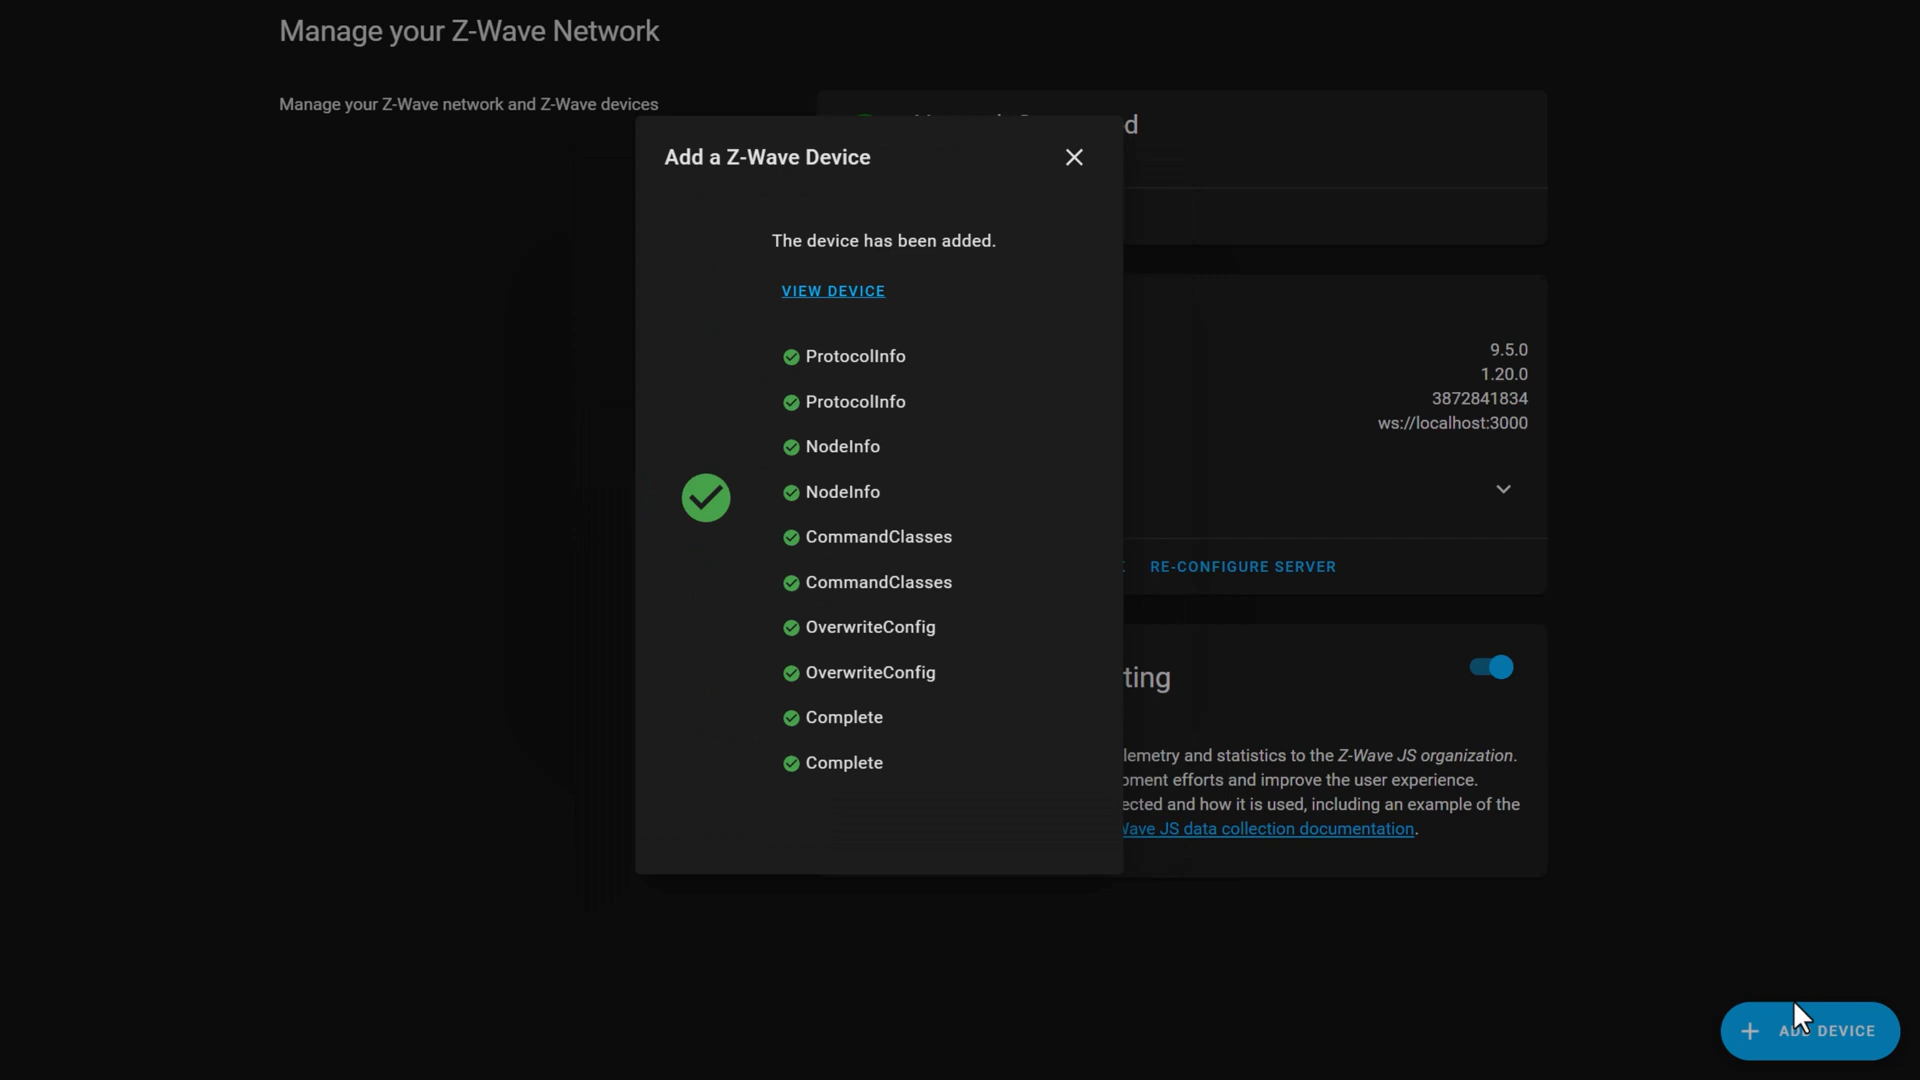 Manage your Z-Wave Network
Manage your Z-Wave network and Z-Wave devices
Add a Z-Wave Device
The device has been added.
VIEW DEVICE
ProtocolInfo
ProtocolInfo
NodeInfo
NodeInfo
CommandClasses
CommandClasses
OverwriteConfig
OverwriteConfig
Complete
Complete
9.5.0
1.20.0
3872841834
ws://localhost:3000
RE-CONFIGURE SERVER
ting
lemetry and statistics to the Z-Wave JS organization.
pment efforts and improve the user experience.
ected and how it is used, including an example of the
Wave JS data collection documentation.
ADD DEVICE